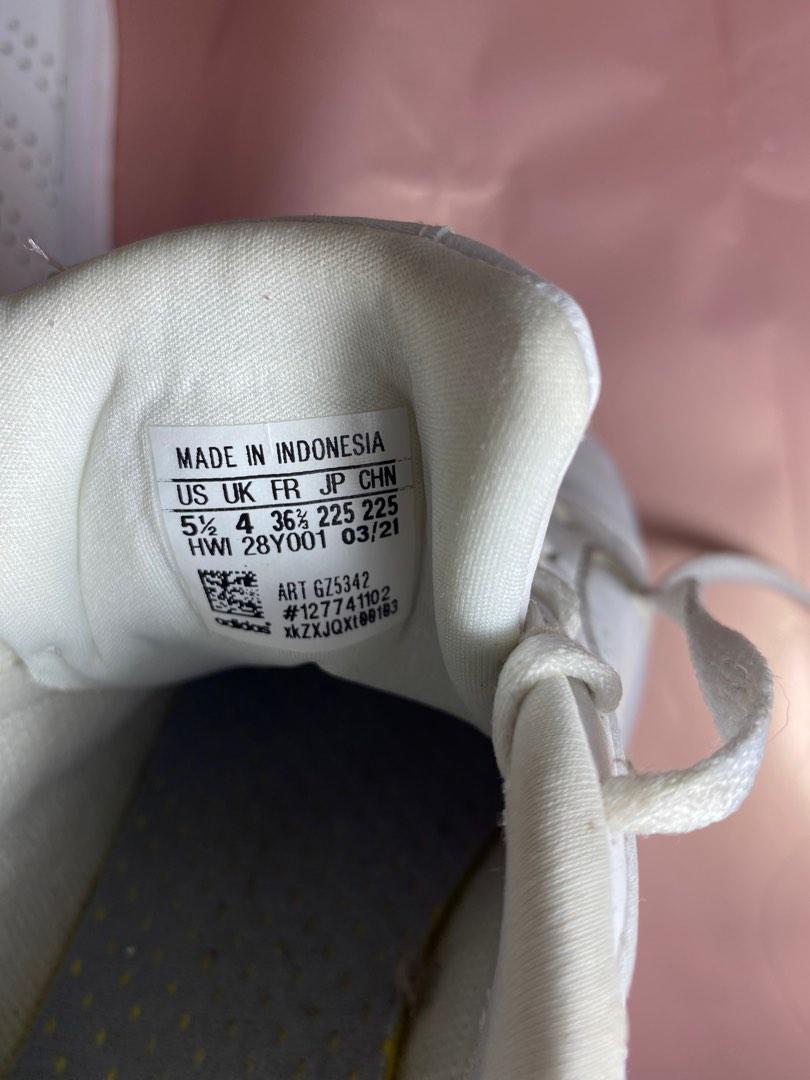 MADE IN INDONESIA
US UK FR JP CHN
5½ 4 36⅔ 225 225
HWI 28Y001 03/21
ART GZ5342
#127741102
adidas